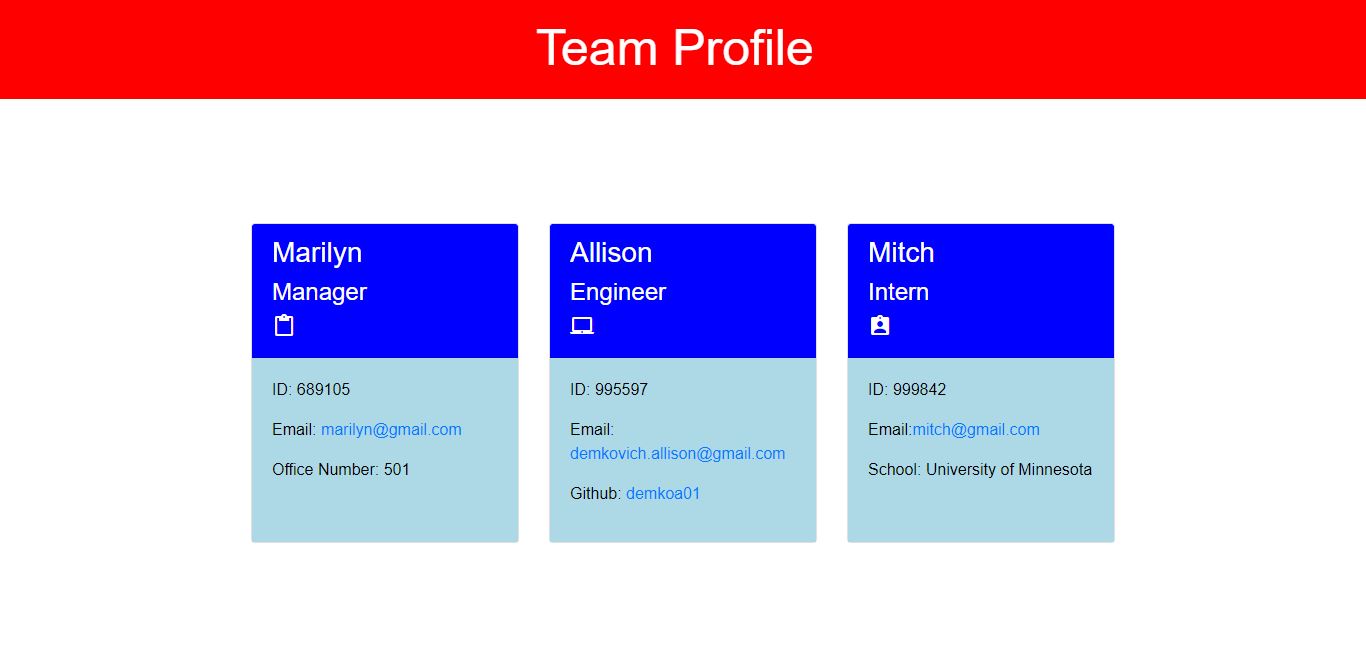 Team Profile
Marilyn
Manager
ID: 689105
Email: marilyn@gmail.com
Office Number: 501
Allison
Engineer
ID: 995597
Email:
demkovich.allison@gmail.com
Github: demkoa01
Mitch
Intern
ID: 999842
Email:mitch@gmail.com
School: University of Minnesota